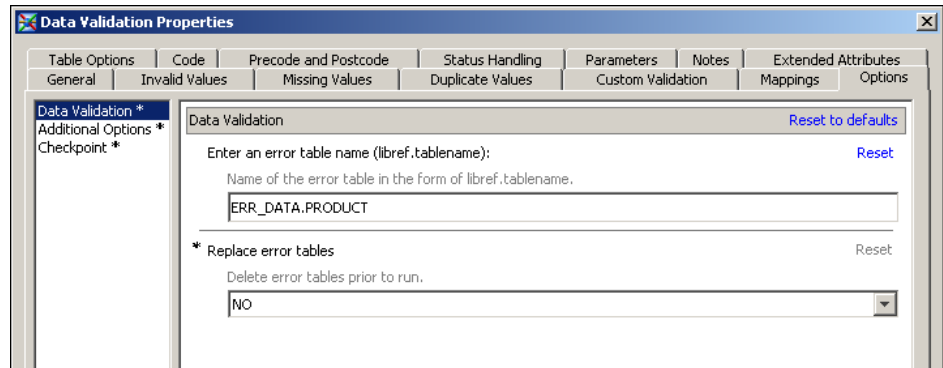 Data Validation Properties
Table Options Code Precode and Postcode Status Handling Parameters Notes Extended Attributes
General Invalid Values Missing Values Duplicate Values Custom Validation Mappings Options
Data Validation *
Additional Options *
Checkpoint *
Data Validation Reset to defaults
Enter an error table name (libref.tablename): Reset
Name of the error table in the form of libref.tablename.
ERR_DATA.PRODUCT
* Replace error tables Reset
Delete error tables prior to run.
NO